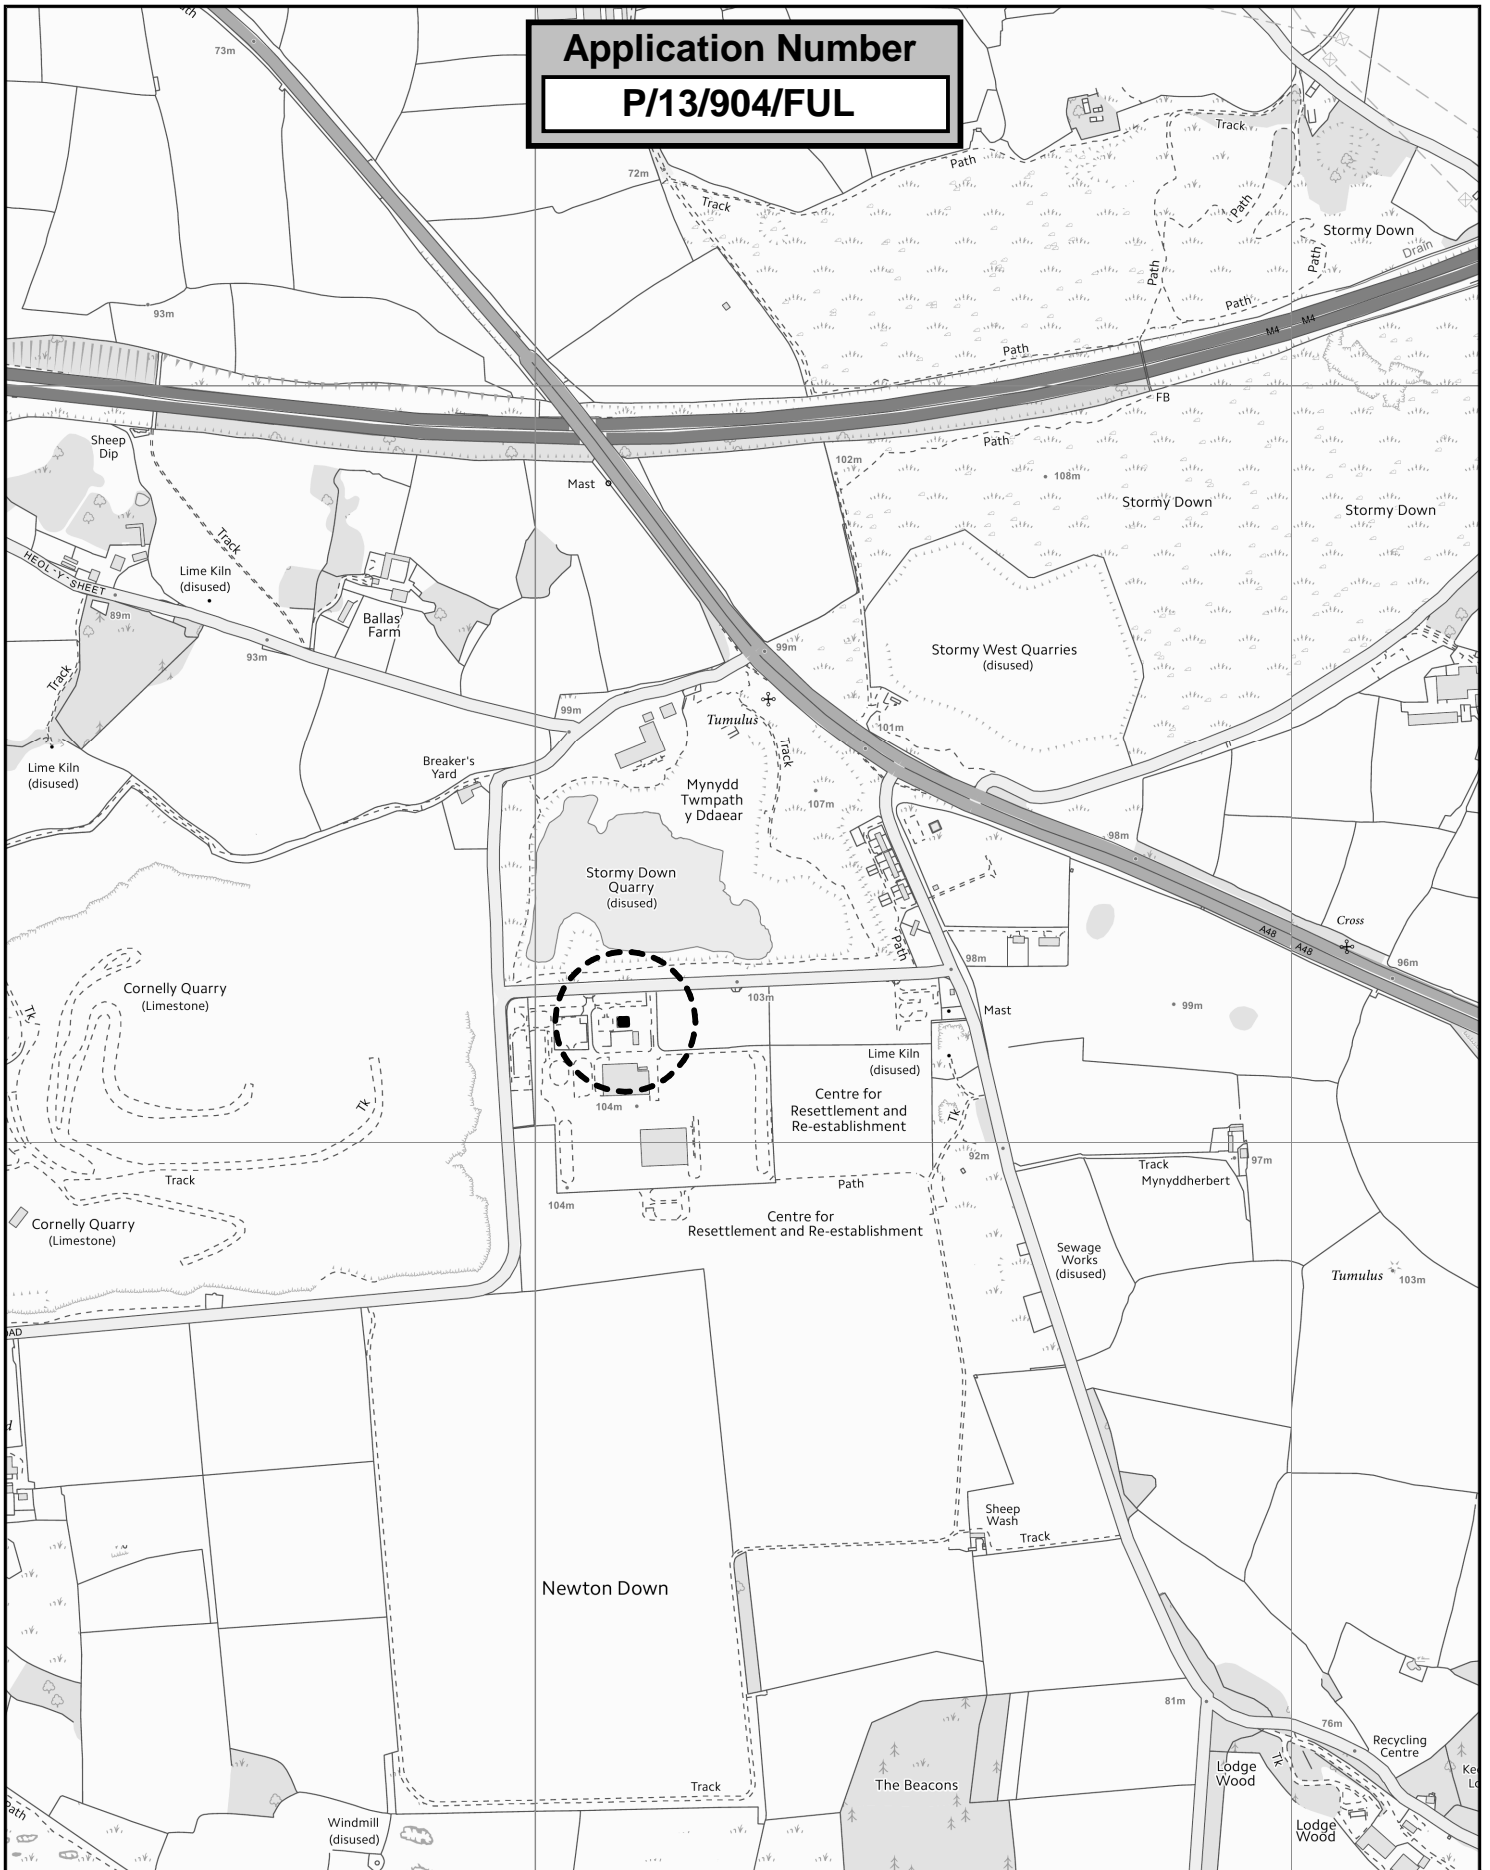 Application Number
P/13/904/FUL
73m
72m
Track
Path
Track
Path
Stormy Down
Drain
Path
Path
Path
93m
M4
M4
Path
FB
Sheep
Dip
Path
102m
108m
Mast
Stormy Down
Stormy Down
Track
HEOL-Y-SHEET
Lime Kiln
(disused)
89m
Ballas
Farm
93m
99m
Stormy West Quarries
(disused)
Track
99m
Tumulus
101m
Track
Lime Kiln
(disused)
Breaker's
Yard
Mynydd
Twmpath
y Ddaear
107m
98m
Stormy Down
Quarry
(disused)
Cross
A48
A48
Path
98m
96m
Cornelly Quarry
(Limestone)
Tk
103m
99m
Mast
Lime Kiln
(disused)
Tk
104m
Centre for
Resettlement and
Re-establishment
Tk
92m
Track
Mynyddherbert
97m
Track
Path
104m
Cornelly Quarry
(Limestone)
Centre for
Resettlement and Re-establishment
Sewage
Works
(disused)
Tumulus
103m
Sheep
Wash
Track
Newton Down
81m
76m
Recycling
Centre
Tk
Lodge
Wood
Track
The Beacons
Path
Windmill
(disused)
Lodge
Wood